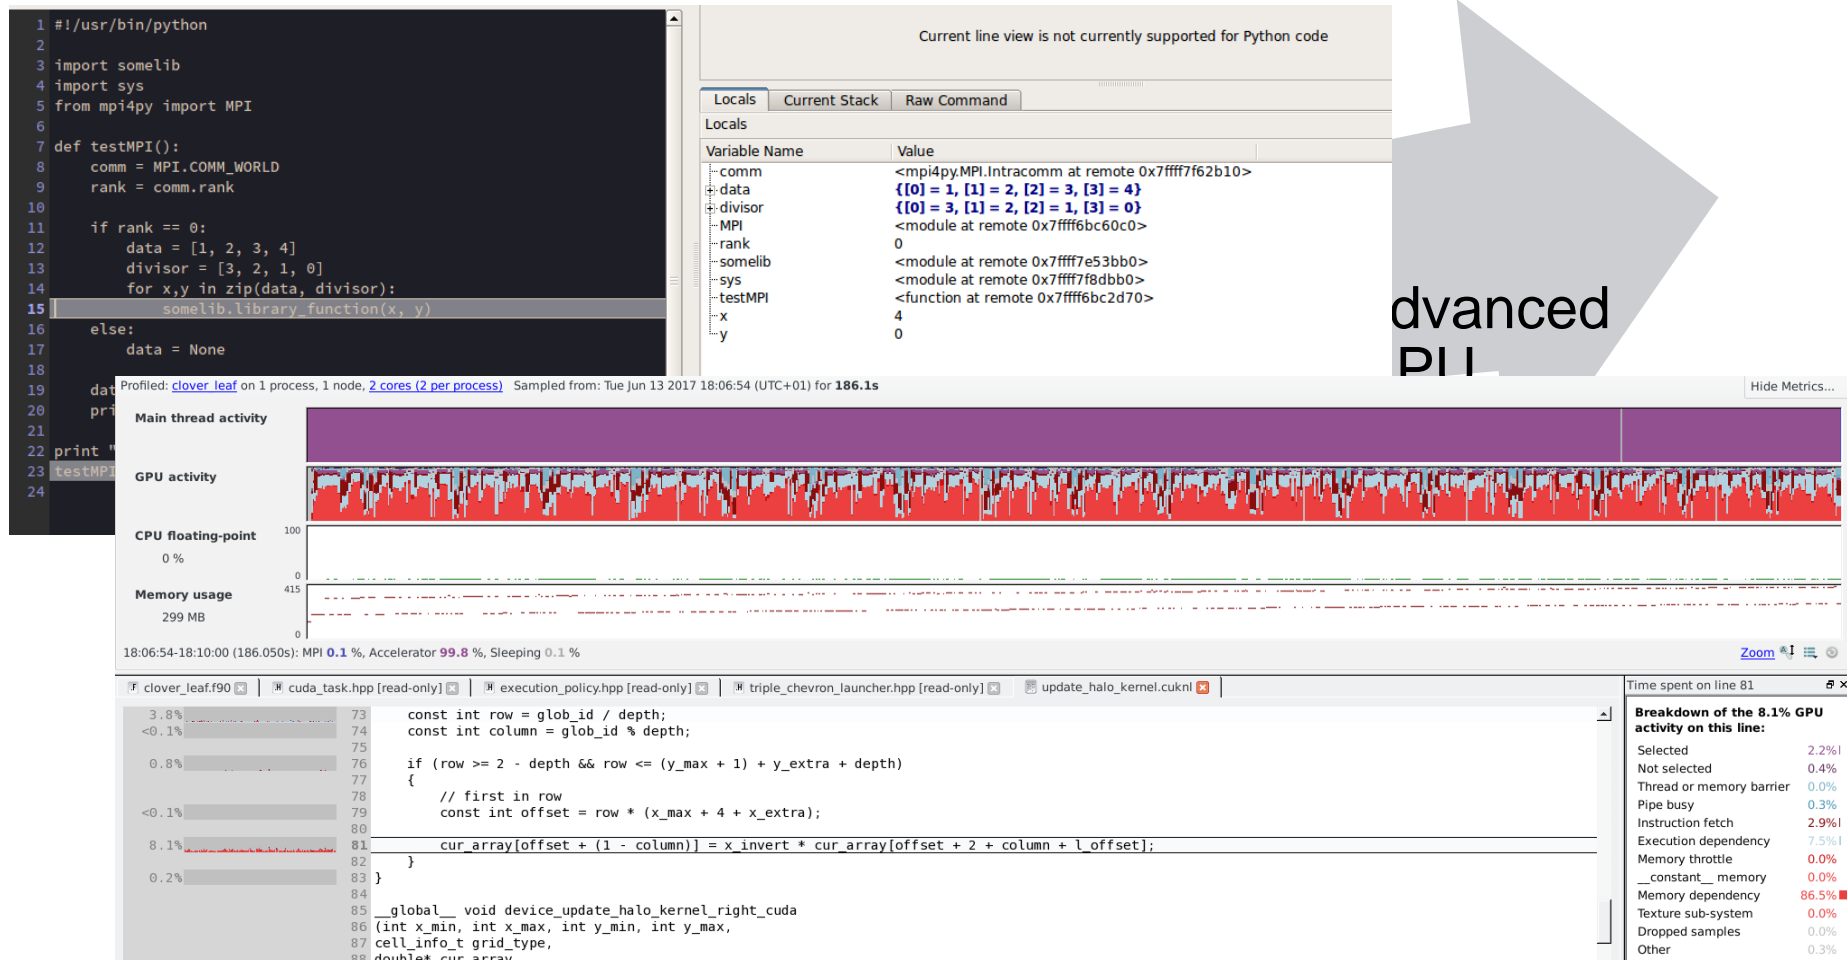 1 #!/usr/bin/python
2
3 import somelib
4 import sys
5 from mpi4py import MPI
6
7 def testMPI():
8 comm = MPI.COMM_WORLD
9 rank = comm.rank
10
11 if rank == 0:
12 data = [1, 2, 3, 4]
13 divisor = [3, 2, 1, 0]
14 for x,y in zip(data, divisor):
15 somelib.library_function(x, y)
16 else:
17 data = None
18
19 dat
20 pri
21
22 print "
23 testMPI
24
Current line view is not currently supported for Python code
Locals Current Stack Raw Command
Locals
Variable Name Value
comm <mpi4py.MPI.Intracomm at remote 0x7ffff7f62b10>
data {[0] = 1, [1] = 2, [2] = 3, [3] = 4}
divisor {[0] = 3, [1] = 2, [2] = 1, [3] = 0}
MPI <module at remote 0x7ffff6bc60c0>
rank 0
somelib <module at remote 0x7ffff7e53bb0>
sys <module at remote 0x7ffff7f8dbb0>
testMPI <function at remote 0x7ffff6bc2d70>
x 4
y 0
dvanced
PU
Profiled: clover_leaf on 1 process, 1 node, 2 cores (2 per process) Sampled from: Tue Jun 13 2017 18:06:54 (UTC+01) for 186.1s
Hide Metrics...
Main thread activity
GPU activity
CPU floating-point 100
0 %
0
Memory usage 415
299 MB
0
18:06:54-18:10:00 (186.050s): MPI 0.1 %, Accelerator 99.8 %, Sleeping 0.1 %
Zoom
clover_leaf.f90 cuda_task.hpp [read-only] execution_policy.hpp [read-only] triple_chevron_launcher.hpp [read-only] update_halo_kernel.cuknl
3.8% 73 const int row = glob_id / depth;
<0.1% 74 const int column = glob_id % depth;
75
0.8% 76 if (row >= 2 - depth && row <= (y_max + 1) + y_extra + depth)
77 {
78 // first in row
<0.1% 79 const int offset = row * (x_max + 4 + x_extra);
80
8.1% 81 cur_array[offset + (1 - column)] = x_invert * cur_array[offset + 2 + column + l_offset];
82 }
0.2% 83 }
84
85 __global__ void device_update_halo_kernel_right_cuda
86 (int x_min, int x_max, int y_min, int y_max,
87 cell_info_t grid_type,
88 double* cur_array,
Time spent on line 81
Breakdown of the 8.1% GPU
activity on this line:
Selected 2.2%
Not selected 0.4%
Thread or memory barrier 0.0%
Pipe busy 0.3%
Instruction fetch 2.9%
Execution dependency 7.5%
Memory throttle 0.0%
__constant__ memory 0.0%
Memory dependency 86.5%
Texture sub-system 0.0%
Dropped samples 0.0%
Other 0.3%